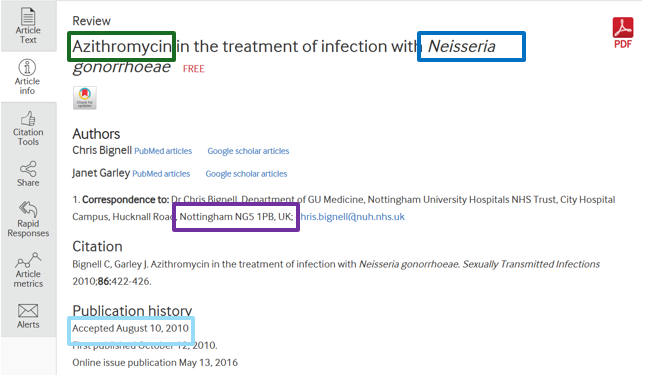 Article
Text
Article
info
Citation
Tools
Share
Rapid
Responses
Article
metrics
Alerts
Review
Azithromycin in the treatment of infection with Neisseria
gonorrhoeae FREE
PDF
Check for
updates
Authors
Chris Bignell PubMed articles Google scholar articles
Janet Garley PubMed articles Google scholar articles
1. Correspondence to: Dr Chris Bignell, Department of GU Medicine, Nottingham University Hospitals NHS Trust, City Hospital
Campus, Hucknall Road, Nottingham NG5 1PB, UK; chris.bignell@nuh.nhs.uk
Citation
Bignell C, Garley J. Azithromycin in the treatment of infection with Neisseria gonorrhoeae. Sexually Transmitted Infections
2010;86:422-426.
Publication history
Accepted August 10, 2010
First published October 12, 2010.
Online issue publication May 13, 2016